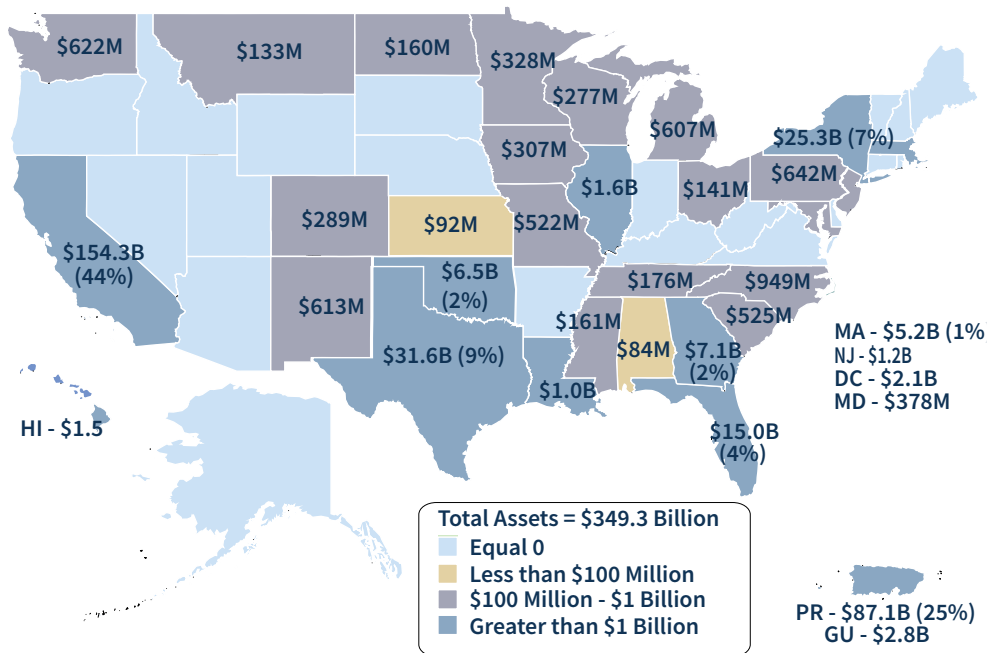 $622M
$133M
$160M
$328M
$277M
$607M
$25.3B (7%)
$307M
$642M
$1.6B
$141M
$289M
$92M
$522M
$154.3B
(44%)
$6.5B
(2%)
$176M
$949M
$613M
$161M
$525M
$84M
$7.1B
(2%)
$31.6B (9%)
$1.0B
$15.0B
(4%)
MA - $5.2B (1%
NJ - $1.2B
DC - $2.1B
MD - $378M
HI - $1.5
Total Assets = $349.3 Billion
Equal 0
Less than $100 Million
$100 Million - $1 Billion
Greater than $1 Billion
PR - $87.1B (25%)
GU - $2.8B